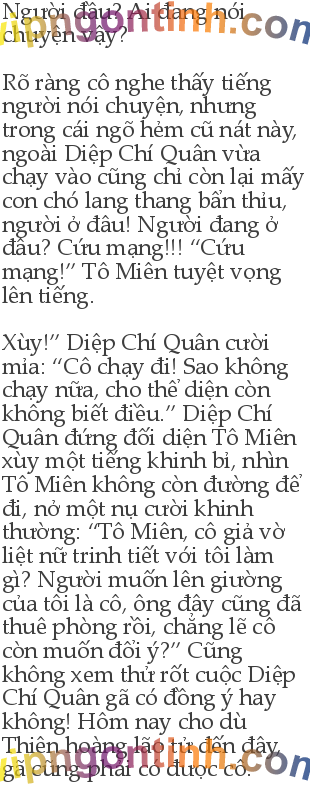 Người đâu? Ai đang nói
chuyện vậy?
Rõ ràng cô nghe thấy tiếng
người nói chuyện, nhưng
trong cái ngõ hẻm cũ nát này,
ngoài Diệp Chí Quân vừa
chạy vào cũng chỉ còn lại mấy
con chó lang thang bẩn thỉu,
người ở đâu! Người đang ở
đâu? Cứu mạng!!! “Cứu
mạng!” Tô Miên tuyệt vọng
lên tiếng.
Xùy!” Diệp Chí Quân cười
mỉa: “Cô chạy đi! Sao không
chạy nữa, cho thể diện còn
không biết điều.” Diệp Chí
Quân đứng đối diện Tô Miên
xùy một tiếng khinh bỉ, nhìn
Tô Miên không còn đường để
đi, nở một nụ cười khinh
thường: “Tô Miên, cô giả vờ
liệt nữ trinh tiết với tôi làm
gì? Người muốn lên giường
của tôi là cô, ông đây cũng đã
thuê phòng rồi, chẳng lẽ cô
còn muốn đổi ý?” Cũng
không xem thử rốt cuộc Diệp
Chí Quân gã có đồng ý hay
không! Hôm nay cho dù
Thiên hoàng lão tử đến đây,
gã cũng phải có được cô.
vipngontinh.com
vipngontinh.com